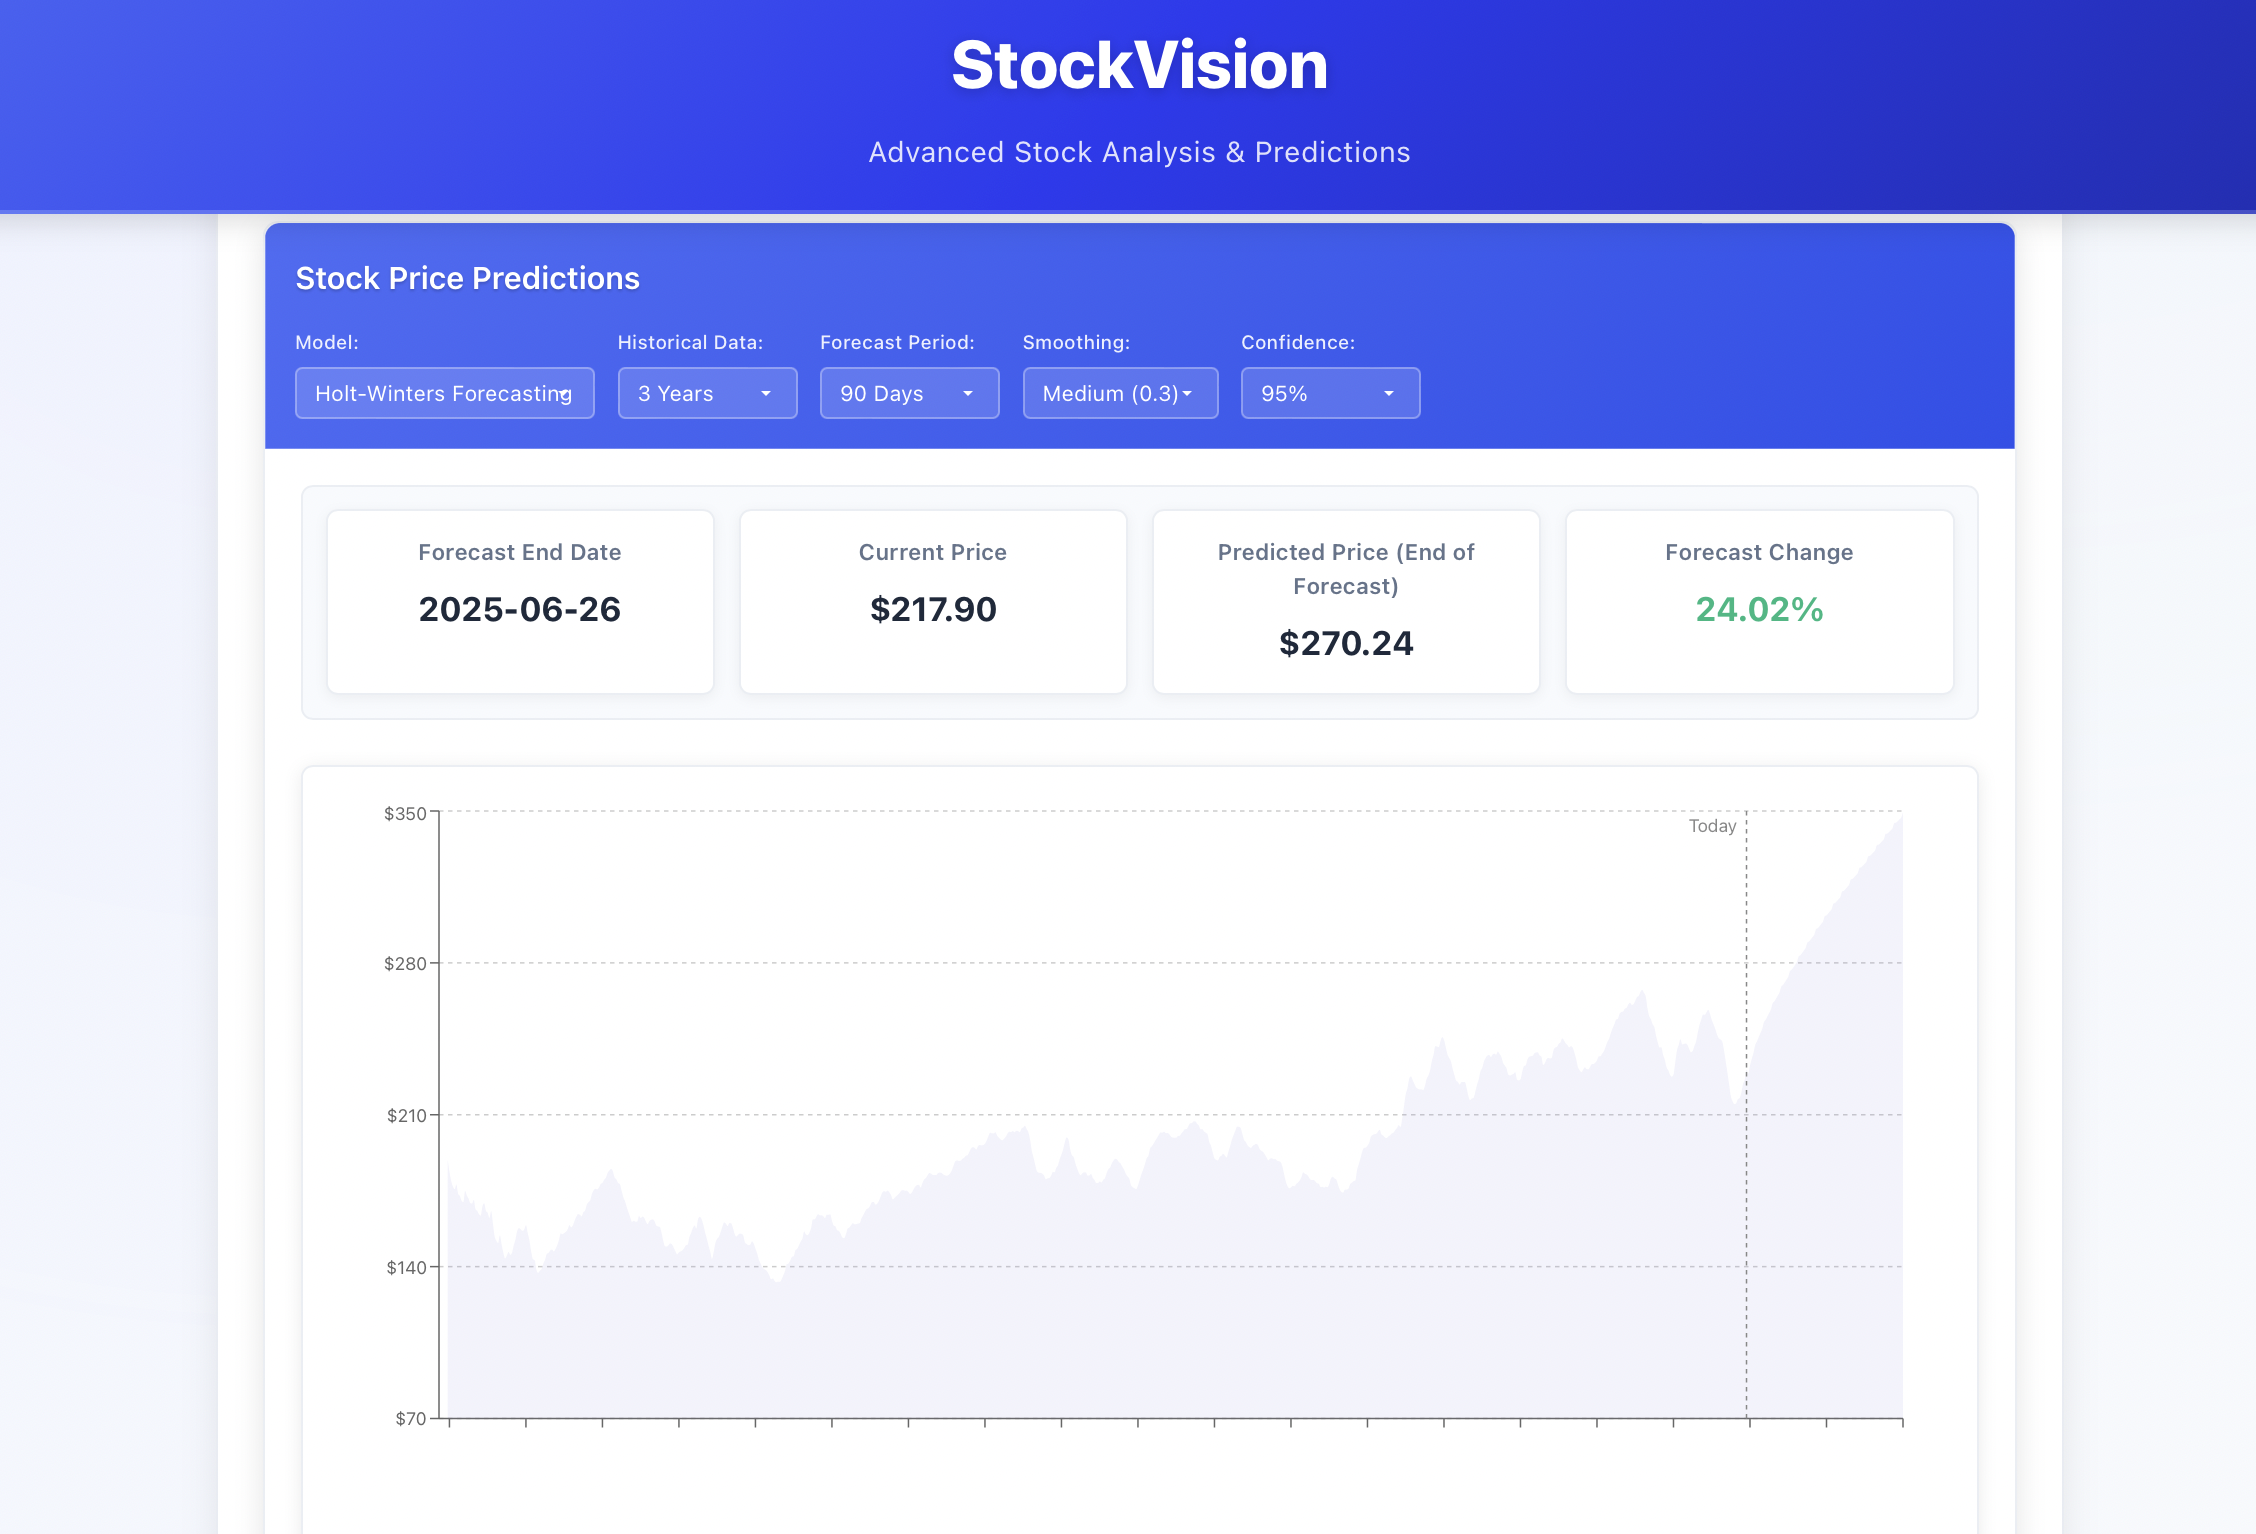 StockVision
Advanced Stock Analysis & Predictions
Stock Price Predictions
Model:
Historical Data:
Forecast Period:
Smoothing:
Confidence:
Holt-Winters Forecasting
3 Years
90 Days
Medium (0.3)
95%
Forecast End Date
2025-06-26
Current Price
$217.90
Predicted Price (End of
Forecast)
$270.24
Forecast Change
24.02%
$350
Today
$280
$210
$140
$70